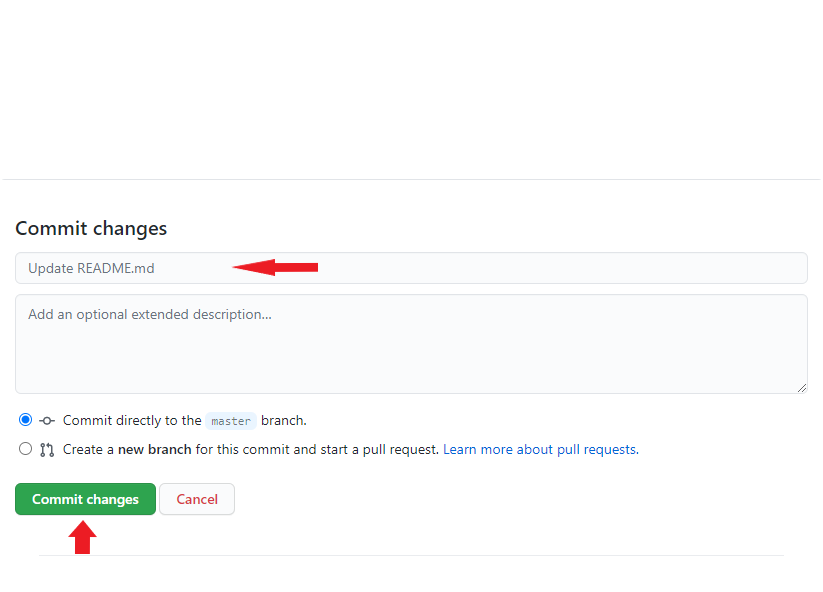 Commit changes
Update README.md
Add an optional extended description...
Commit directly to the master branch.
Create a new branch for this commit and start a pull request. Learn more about pull requests.
Commit changes Cancel